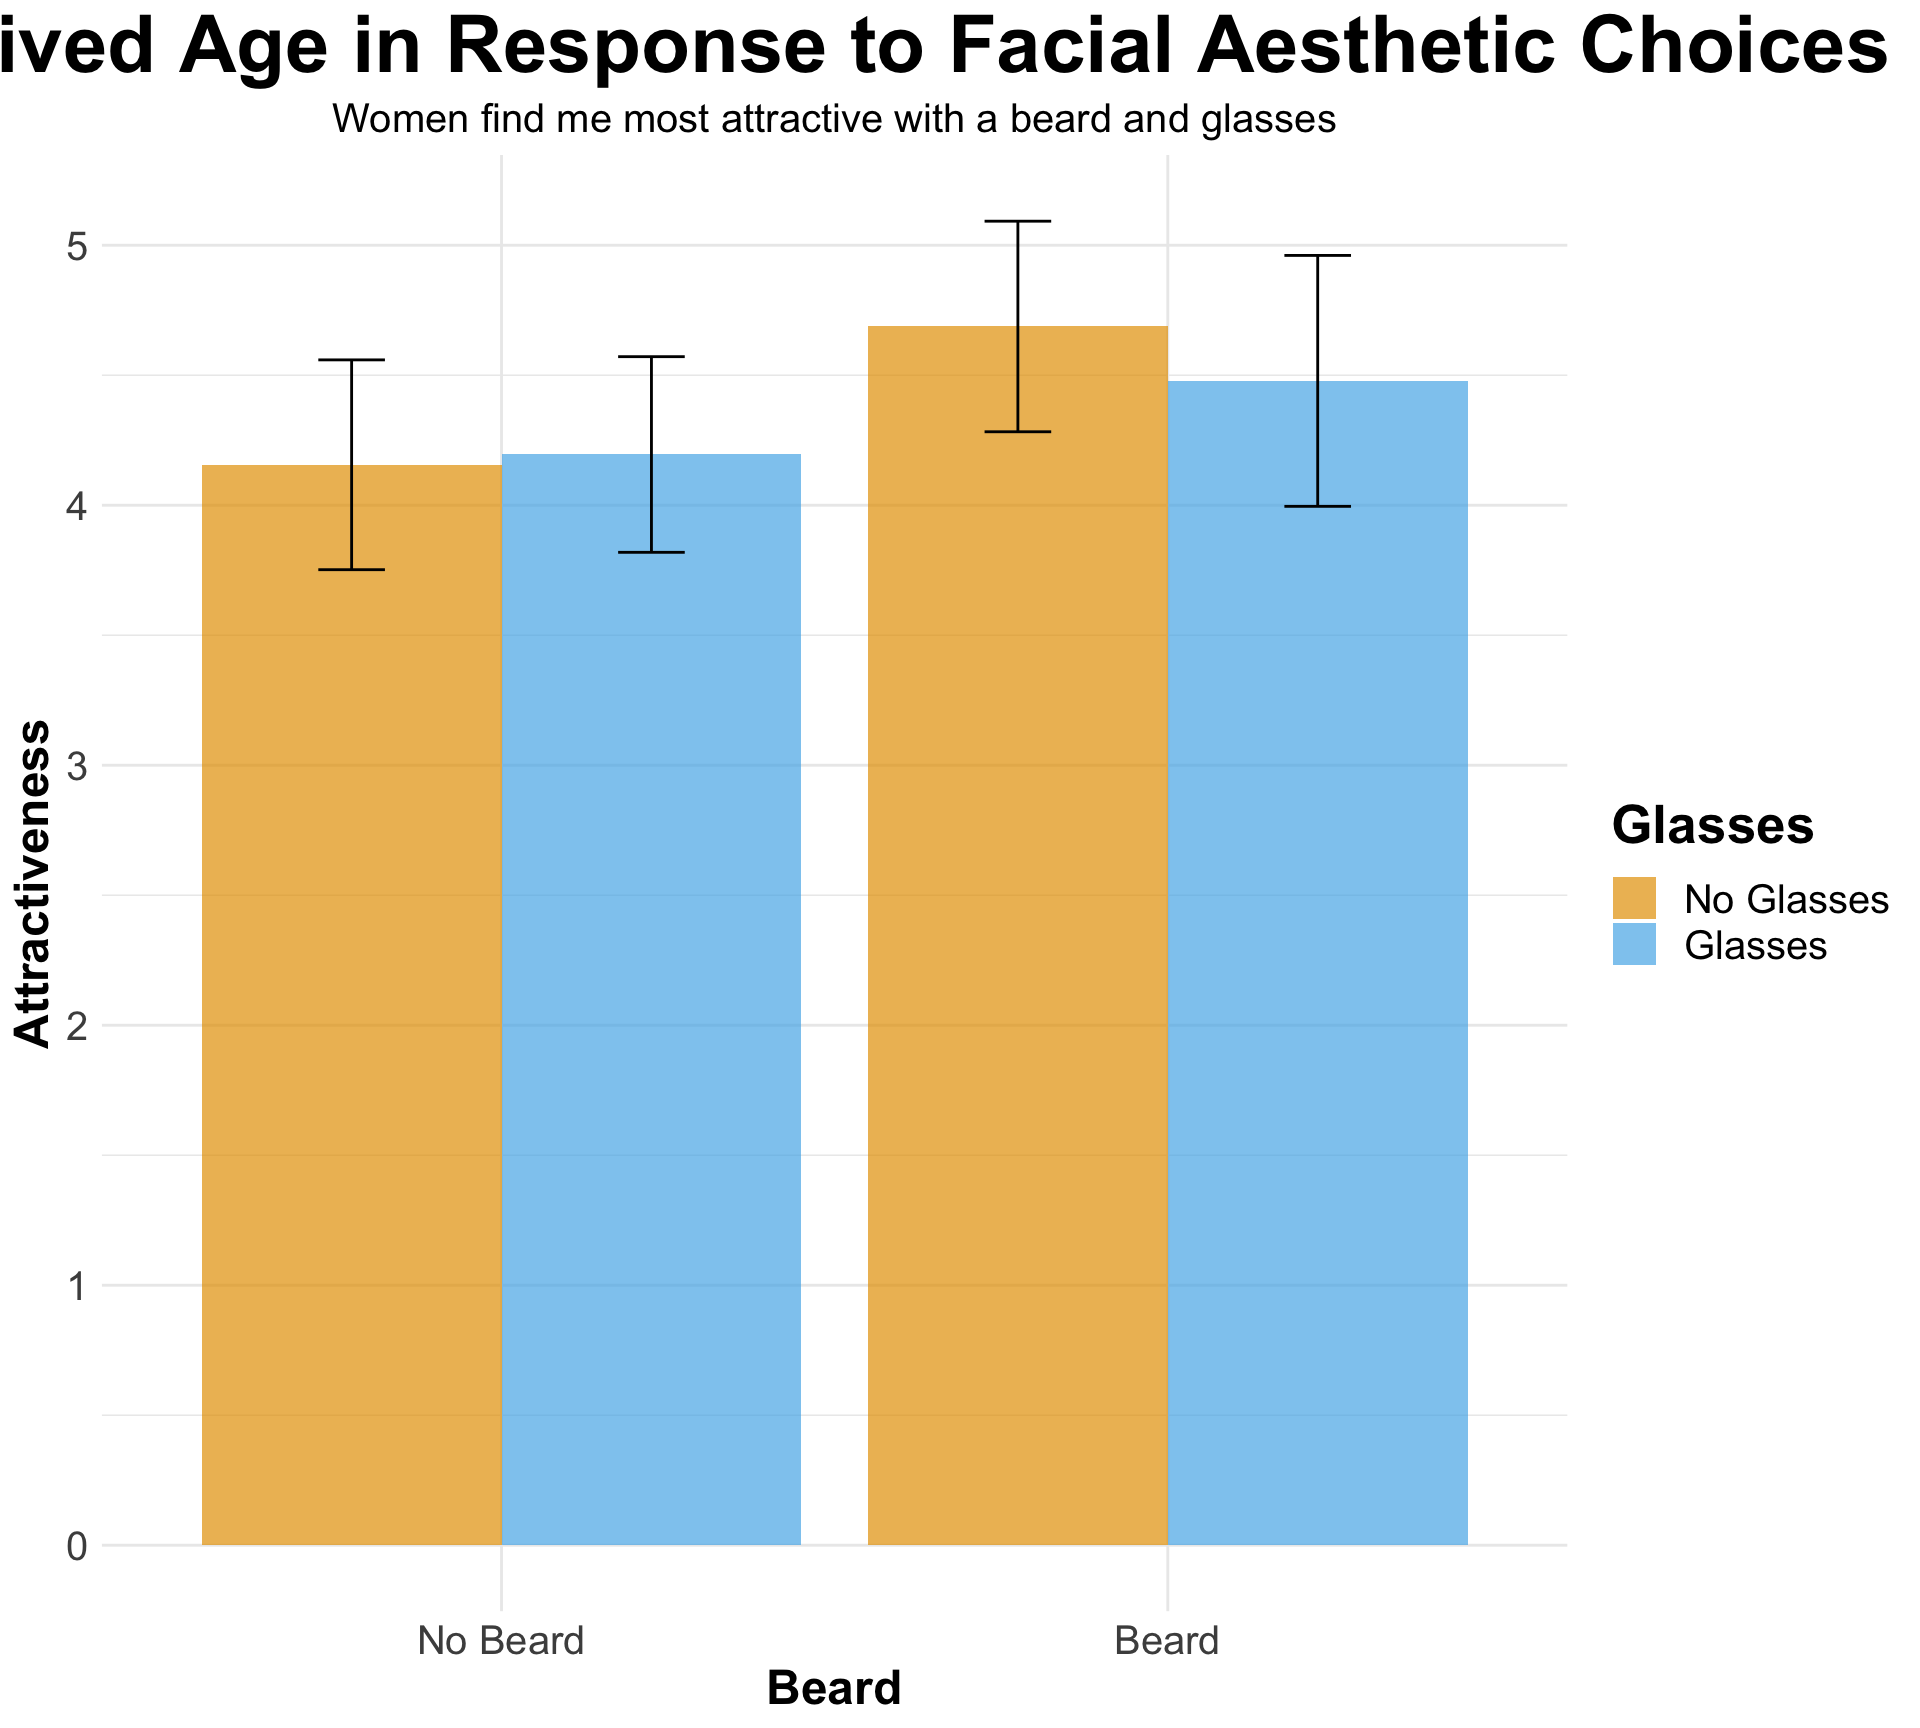 ived Age in Response to Facial Aesthetic Choices
Women find me most attractive with a beard and glasses
Attractiveness
5
4
3
2
1
0
No Beard
Beard
Beard
Glasses
No Glasses
Glasses